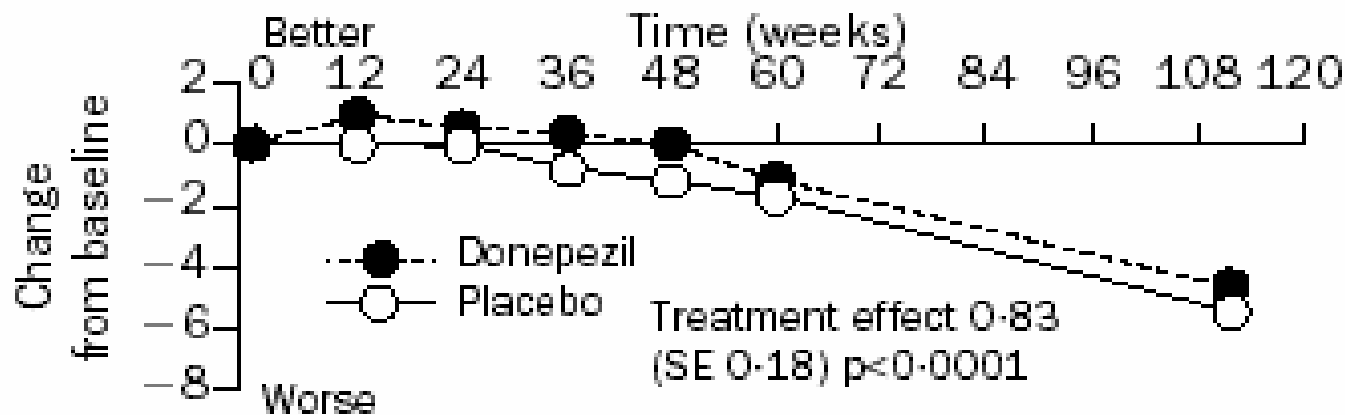 Better
Time (weeks)
0 12 24 36 48 60 72 84 96 108 120
2
0
−2
−4
−6
−8
Change
from baseline
Donepezil
Placebo
Treatment effect 0·83
(SE 0·18) p<0·0001
Worse